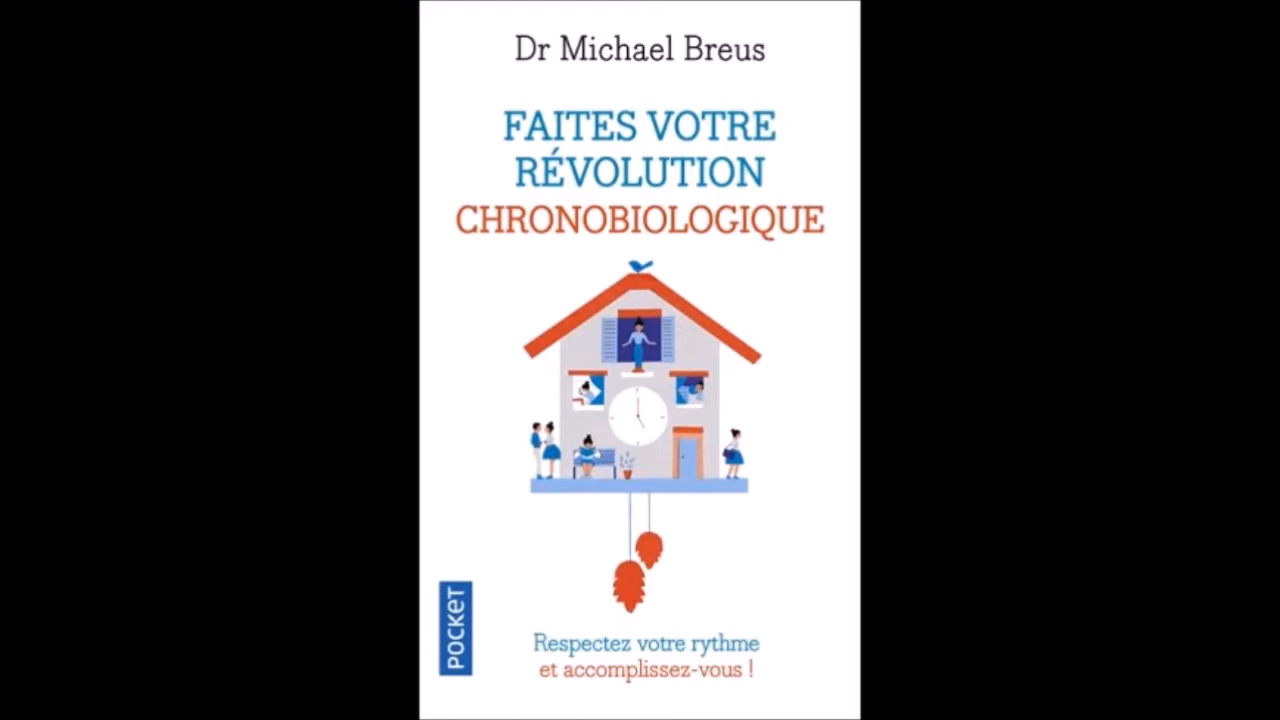 Dr Michael Breus
FAITES VOTRE
RÉVOLUTION
CHRONOBIOLOGIQUE
POCKET
Respectez votre rythme
et accomplissez-vous !